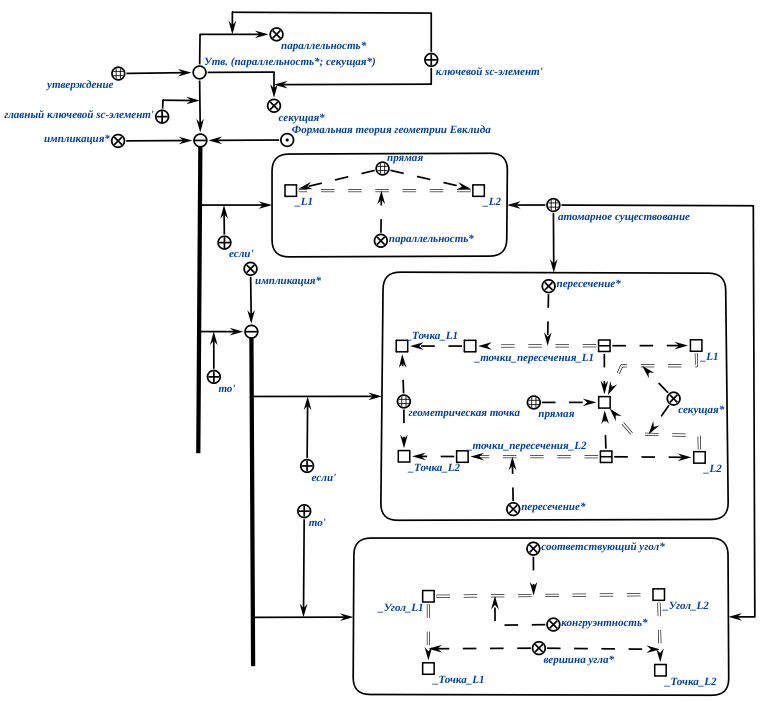 параллельность*
Утв. (параллельность*; секущая*)
ключевой sc-элемент'
утверждение
главный ключевой sc-элемент'
секущая*
Формальная теория геометрии Евклида
импликация*
прямая
_L1
_L2
атомарное существование
параллельность*
если'
импликация*
пересечение*
_Точка_L1
_точки_пересечения_L1
_L1
то'
геометрическая точка
прямая
секущая*
_точки_пересечения_L2
_Точка_L2
_L2
если'
то'
пересечение*
соответствующий угол*
_Угол_L1
_Угол_L2
конгруэнтность*
вершина угла*
_Точка_L1
_Точка_L2